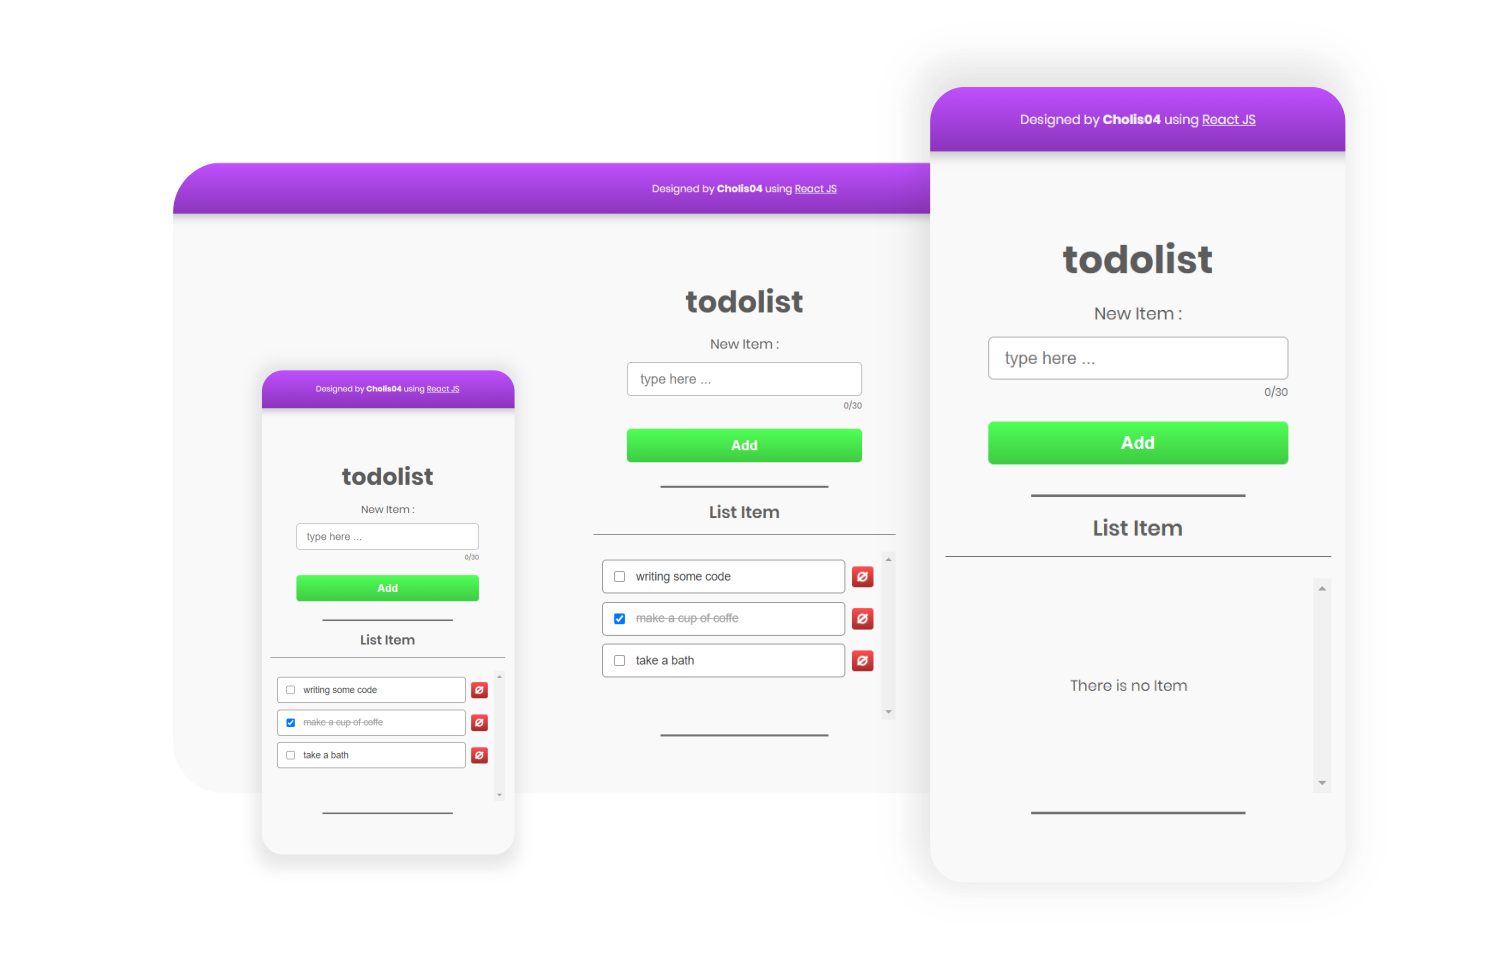 Designed by Cholis04 using React JS
todolist
New Item :
type here ...
0/30
Add
List Item
writing some code
make a cup of coffe
take a bath
Designed by Cholis04 using React JS
todolist
New Item :
type here ...
0/30
Add
List Item
writing some code
make a cup of coffe
take a bath
Designed by Cholis04 using React JS
todolist
New Item :
type here ...
0/30
Add
List Item
There is no Item